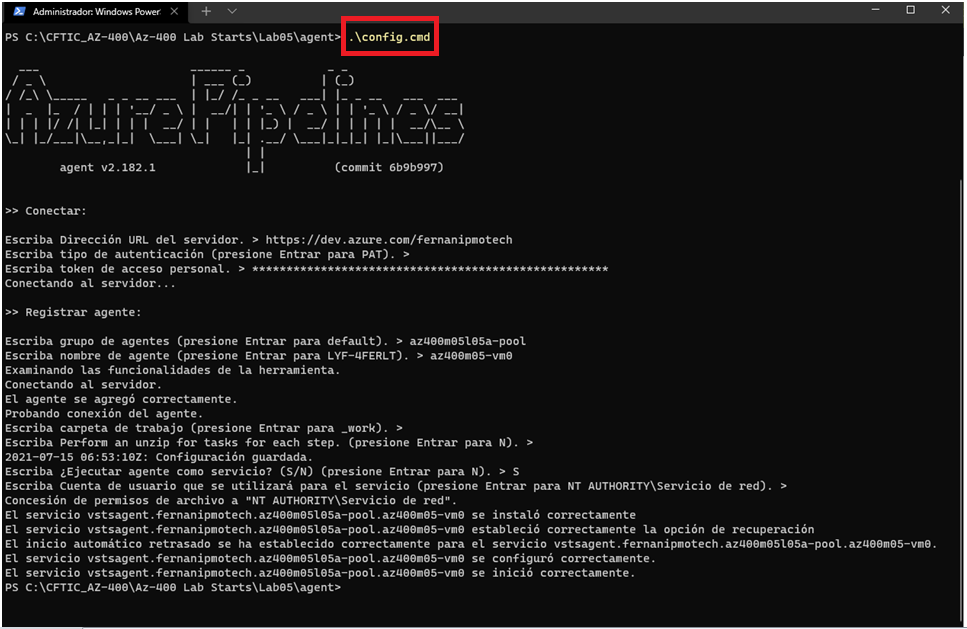 Administrador: Windows Power
PS C:\CFTIC_AZ-400\Az-400 Lab Starts\Lab05\agent> .\config.cmd
AzurePipelines
agent v2.182.1 (commit 6b9b997)
>> Conectar:
Escriba Dirección URL del servidor. > https://dev.azure.com/fernanipmotech
Escriba tipo de autenticación (presione Entrar para PAT). >
Escriba token de acceso personal. > ****************************************************
Conectando al servidor...
>> Registrar agente:
Escriba grupo de agentes (presione Entrar para default). > az400m05l05a-pool
Escriba nombre de agente (presione Entrar para LYF-4FERLT). > az400m05-vm0
Examinando las funcionalidades de la herramienta.
Conectando al servidor.
El agente se agregó correctamente.
Probando conexión del agente.
Escriba carpeta de trabajo (presione Entrar para _work). >
Escriba Perform an unzip for tasks for each step. (presione Entrar para N). >
2021-07-15 06:53:10Z: Configuración guardada.
Escriba ¿Ejecutar agente como servicio? (S/N) (presione Entrar para N). > S
Escriba Cuenta de usuario que se utilizará para el servicio (presione Entrar para NT AUTHORITY\Servicio de red). >
Concesión de permisos de archivo a "NT AUTHORITY\Servicio de red".
El servicio vstsagent.fernanipmotech.az400m05l05a-pool.az400m05-vm0 se instaló correctamente
El servicio vstsagent.fernanipmotech.az400m05l05a-pool.az400m05-vm0 estableció correctamente la opción de recuperación
El inicio automático retrasado se ha establecido correctamente para el servicio vstsagent.fernanipmotech.az400m05l05a-pool.az400m05-vm0.
El servicio vstsagent.fernanipmotech.az400m05l05a-pool.az400m05-vm0 se configuró correctamente.
El servicio vstsagent.fernanipmotech.az400m05l05a-pool.az400m05-vm0 se inició correctamente.
PS C:\CFTIC_AZ-400\Az-400 Lab Starts\Lab05\agent>